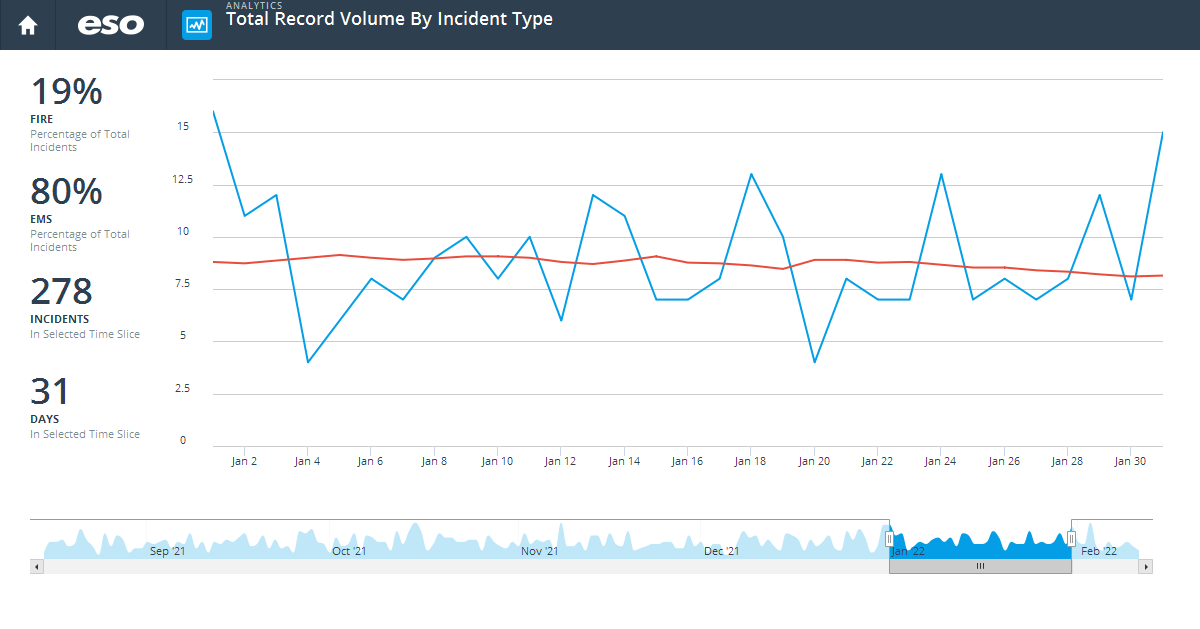 ANALYTICS
eso
Total Record Volume By Incident Type
19%
FIRE
Percentage of Total
Incidents
80%
EMS
Percentage of Total
Incidents
278
INCIDENTS
In Selected Time Slice
31
DAYS
In Selected Time Slice
15
12.5
10
7.5
5
2.5
0
Jan 2 Jan 4 Jan 6 Jan 8 Jan 10 Jan 12 Jan 14 Jan 16 Jan 18 Jan 20 Jan 22 Jan 24 Jan 26 Jan 28 Jan 30
Sep '21 Oct '21 Nov '21 Dec '21 Jan '22 Feb '22